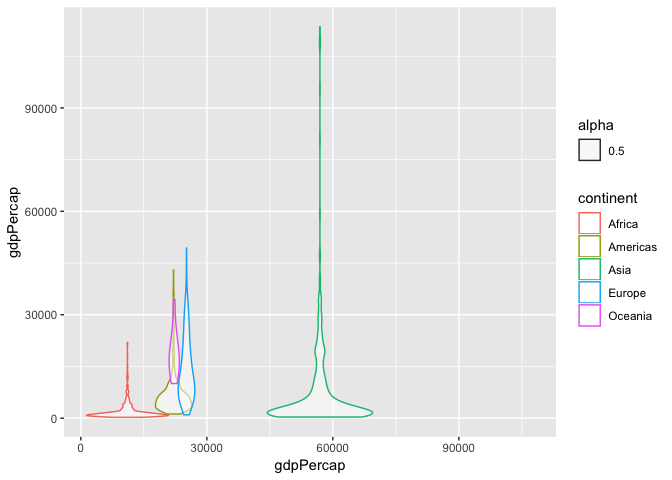 90000
60000
30000
0
gdpPercap
0 30000 60000 90000
gdpPercap
alpha
0.5
continent
Africa
Americas
Asia
Europe
Oceania